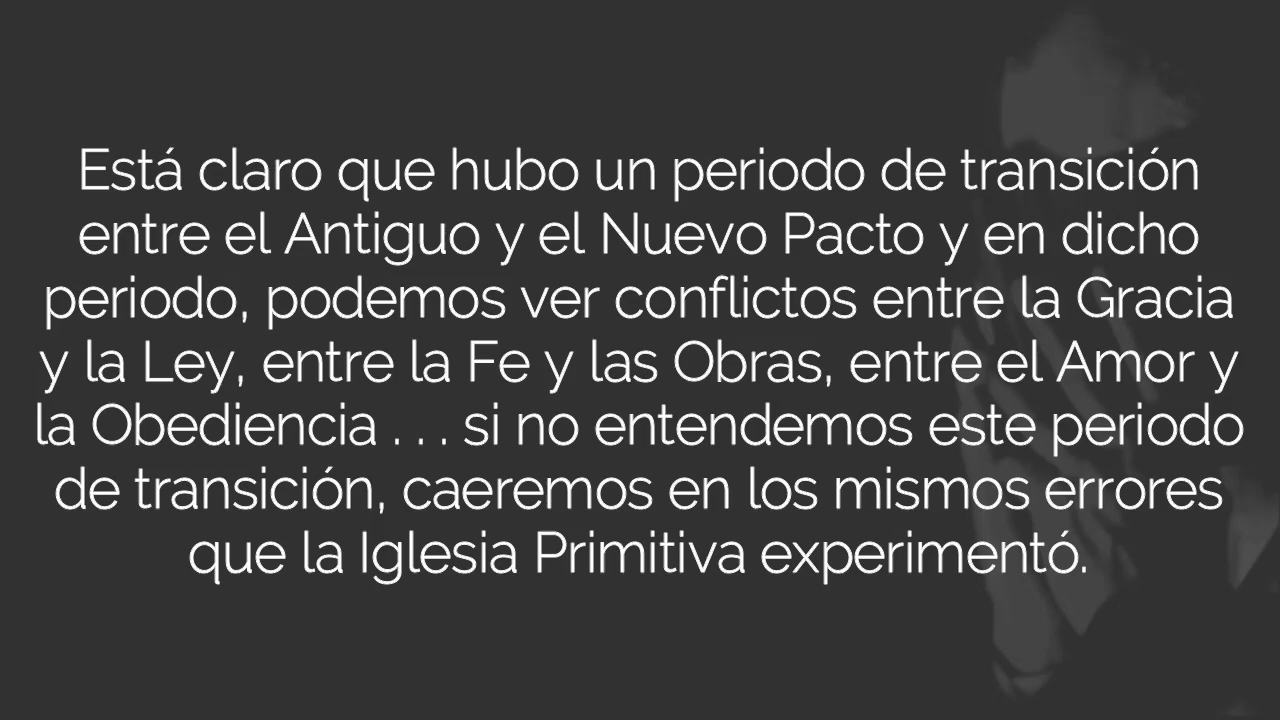 Está claro que hubo un periodo de transición
entre el Antiguo y el Nuevo Pacto y en dicho
periodo, podemos ver conflictos entre la Gracia
y la Ley, entre la Fe y las Obras, entre el Amor y
la Obediencia . . . si no entendemos este periodo
de transición, caeremos en los mismos errores
que la Iglesia Primitiva experimentó.